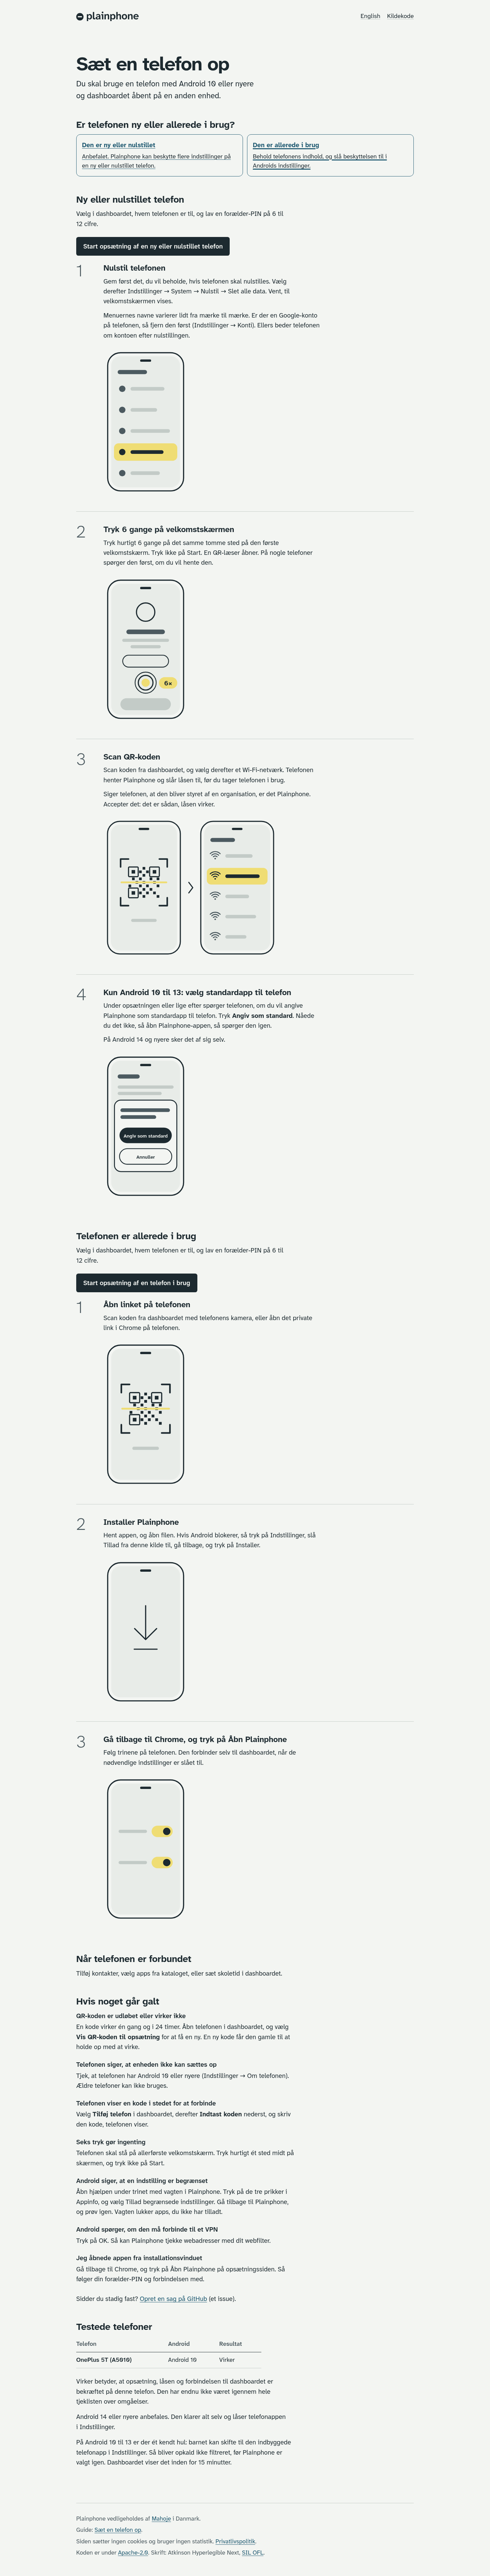 plainphone
English Kildekode
Sæt en telefon op
Du skal bruge en telefon med Android 10 eller nyere
og dashboardet åbent på en anden enhed.
Er telefonen ny eller allerede i brug?
Den er ny eller nulstillet
Anbefalet. Plainphone kan beskytte flere indstillinger på
en ny eller nulstillet telefon.
Den er allerede i brug
Behold telefonens indhold, og slå beskyttelsen til i
Androids indstillinger.
Ny eller nulstillet telefon
Vælg i dashboardet, hvem telefonen er til, og lav en forælder-PIN på 6 til
12 cifre.
Start opsætning af en ny eller nulstillet telefon
1
Nulstil telefonen
Gem først det, du vil beholde, hvis telefonen skal nulstilles. Vælg
derefter Indstillinger → System → Nulstil → Slet alle data. Vent, til
velkomstskærmen vises.
Menuernes navne varierer lidt fra mærke til mærke. Er der en Google-konto
på telefonen, så fjern den først (Indstillinger → Konti). Ellers beder telefonen
om kontoen efter nulstillingen.
2
Tryk 6 gange på velkomstskærmen
Tryk hurtigt 6 gange på det samme tomme sted på den første
velkomstskærm. Tryk ikke på Start. En QR-læser åbner. På nogle telefoner
spørger den først, om du vil hente den.
6×
3
Scan QR-koden
Scan koden fra dashboardet, og vælg derefter et Wi-Fi-netværk. Telefonen
henter Plainphone og slår låsen til, før du tager telefonen i brug.
Siger telefonen, at den bliver styret af en organisation, er det Plainphone.
Accepter det: det er sådan, låsen virker.
4
Kun Android 10 til 13: vælg standardapp til telefon
Under opsætningen eller lige efter spørger telefonen, om du vil angive
Plainphone som standardapp til telefon. Tryk Angiv som standard. Nåede
du det ikke, så åbn Plainphone-appen, så spørger den igen.
På Android 14 og nyere sker det af sig selv.
Angiv som standard
Annuller
Telefonen er allerede i brug
Vælg i dashboardet, hvem telefonen er til, og lav en forælder-PIN på 6 til
12 cifre.
Start opsætning af en telefon i brug
1
Åbn linket på telefonen
Scan koden fra dashboardet med telefonens kamera, eller åbn det private
link i Chrome på telefonen.
2
Installer Plainphone
Hent appen, og åbn filen. Hvis Android blokerer, så tryk på Indstillinger, slå
Tillad fra denne kilde til, gå tilbage, og tryk på Installer.
3
Gå tilbage til Chrome, og tryk på Åbn Plainphone
Følg trinene på telefonen. Den forbinder selv til dashboardet, når de
nødvendige indstillinger er slået til.
Når telefonen er forbundet
Tilføj kontakter, vælg apps fra kataloget, eller sæt skoletid i dashboardet.
Hvis noget går galt
QR-koden er udløbet eller virker ikke
En kode virker én gang og i 24 timer. Åbn telefonen i dashboardet, og vælg
Vis QR-koden til opsætning for at få en ny. En ny kode får den gamle til at
holde op med at virke.
Telefonen siger, at enheden ikke kan sættes op
Tjek, at telefonen har Android 10 eller nyere (Indstillinger → Om telefonen).
Ældre telefoner kan ikke bruges.
Telefonen viser en kode i stedet for at forbinde
Vælg Tilføj telefon i dashboardet, derefter Indtast koden nederst, og skriv
den kode, telefonen viser.
Seks tryk gør ingenting
Telefonen skal stå på allerførste velkomstskærm. Tryk hurtigt ét sted midt på
skærmen, og tryk ikke på Start.
Android siger, at en indstilling er begrænset
Åbn hjælpen under trinet med vagten i Plainphone. Tryk på de tre prikker i
Appinfo, og vælg Tillad begrænsede indstillinger. Gå tilbage til Plainphone,
og prøv igen. Vagten lukker apps, du ikke har tilladt.
Android spørger, om den må forbinde til et VPN
Tryk på OK. Så kan Plainphone tjekke webadresser med dit webfilter.
Jeg åbnede appen fra installationsvinduet
Gå tilbage til Chrome, og tryk på Åbn Plainphone på opsætningssiden. Så
følger din forælder-PIN og forbindelsen med.
Sidder du stadig fast? Opret en sag på GitHub (et issue).
Testede telefoner
Telefon Android Resultat
OnePlus 5T (A5010) Android 10 Virker
Virker betyder, at opsætning, låsen og forbindelsen til dashboardet er
bekræftet på denne telefon. Den har endnu ikke været igennem hele
tjeklisten over omgåelser.
Android 14 eller nyere anbefales. Den klarer alt selv og låser telefonappen
i Indstillinger.
På Android 10 til 13 er der ét kendt hul: barnet kan skifte til den indbyggede
telefonapp i Indstillinger. Så bliver opkald ikke filtreret, før Plainphone er
valgt igen. Dashboardet viser det inden for 15 minutter.
Plainphone vedligeholdes af Mahoje i Danmark.
Guide: Sæt en telefon op.
Siden sætter ingen cookies og bruger ingen statistik. Privatlivspolitik.
Koden er under Apache-2.0. Skrift: Atkinson Hyperlegible Next, SIL OFL.